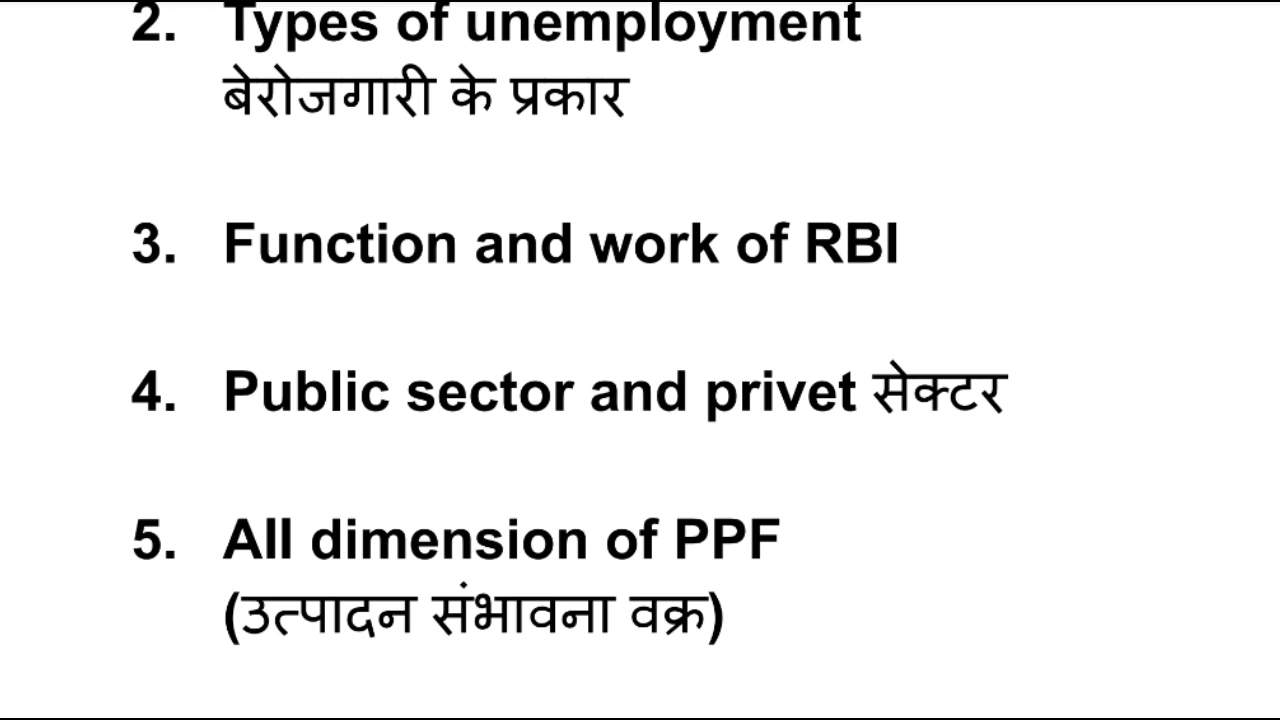 2. Types of unemployment
बेरोजगारी के प्रकार
3. Function and work of RBI
4. Public sector and privet सेक्टर
5. All dimension of PPF
(उत्पादन संभावना वक्र)